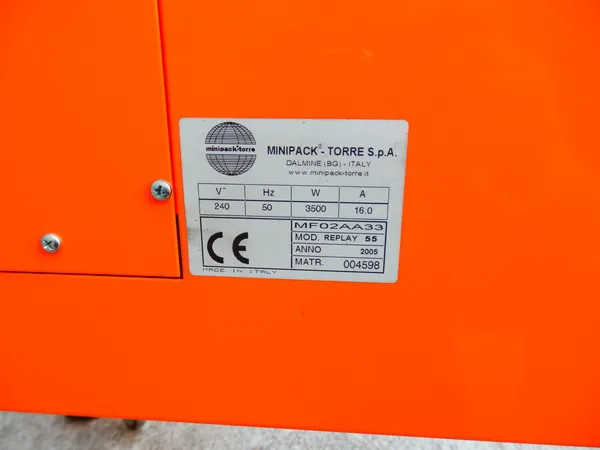 minipack-torre
MINIPACK® - TORRE S.p.A.
DALMINE (BG) - ITALY
www.minipack-torre.it
V~ Hz W A
240 50 3500 16.0
CE
MF02AA33
MOD. REPLAY 55
ANNO 2005
MATR. 004598
MADE IN ITALY